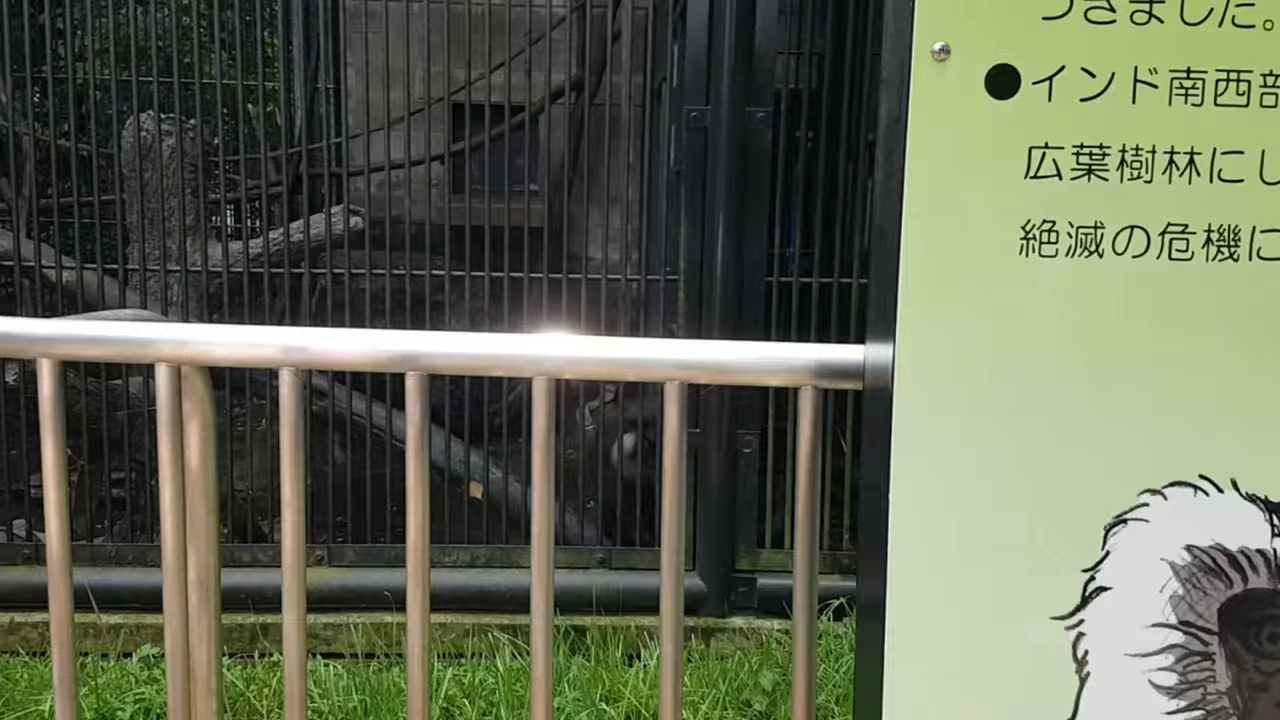 つきました。
●インド南西部
広葉樹林にし
絶滅の危機に